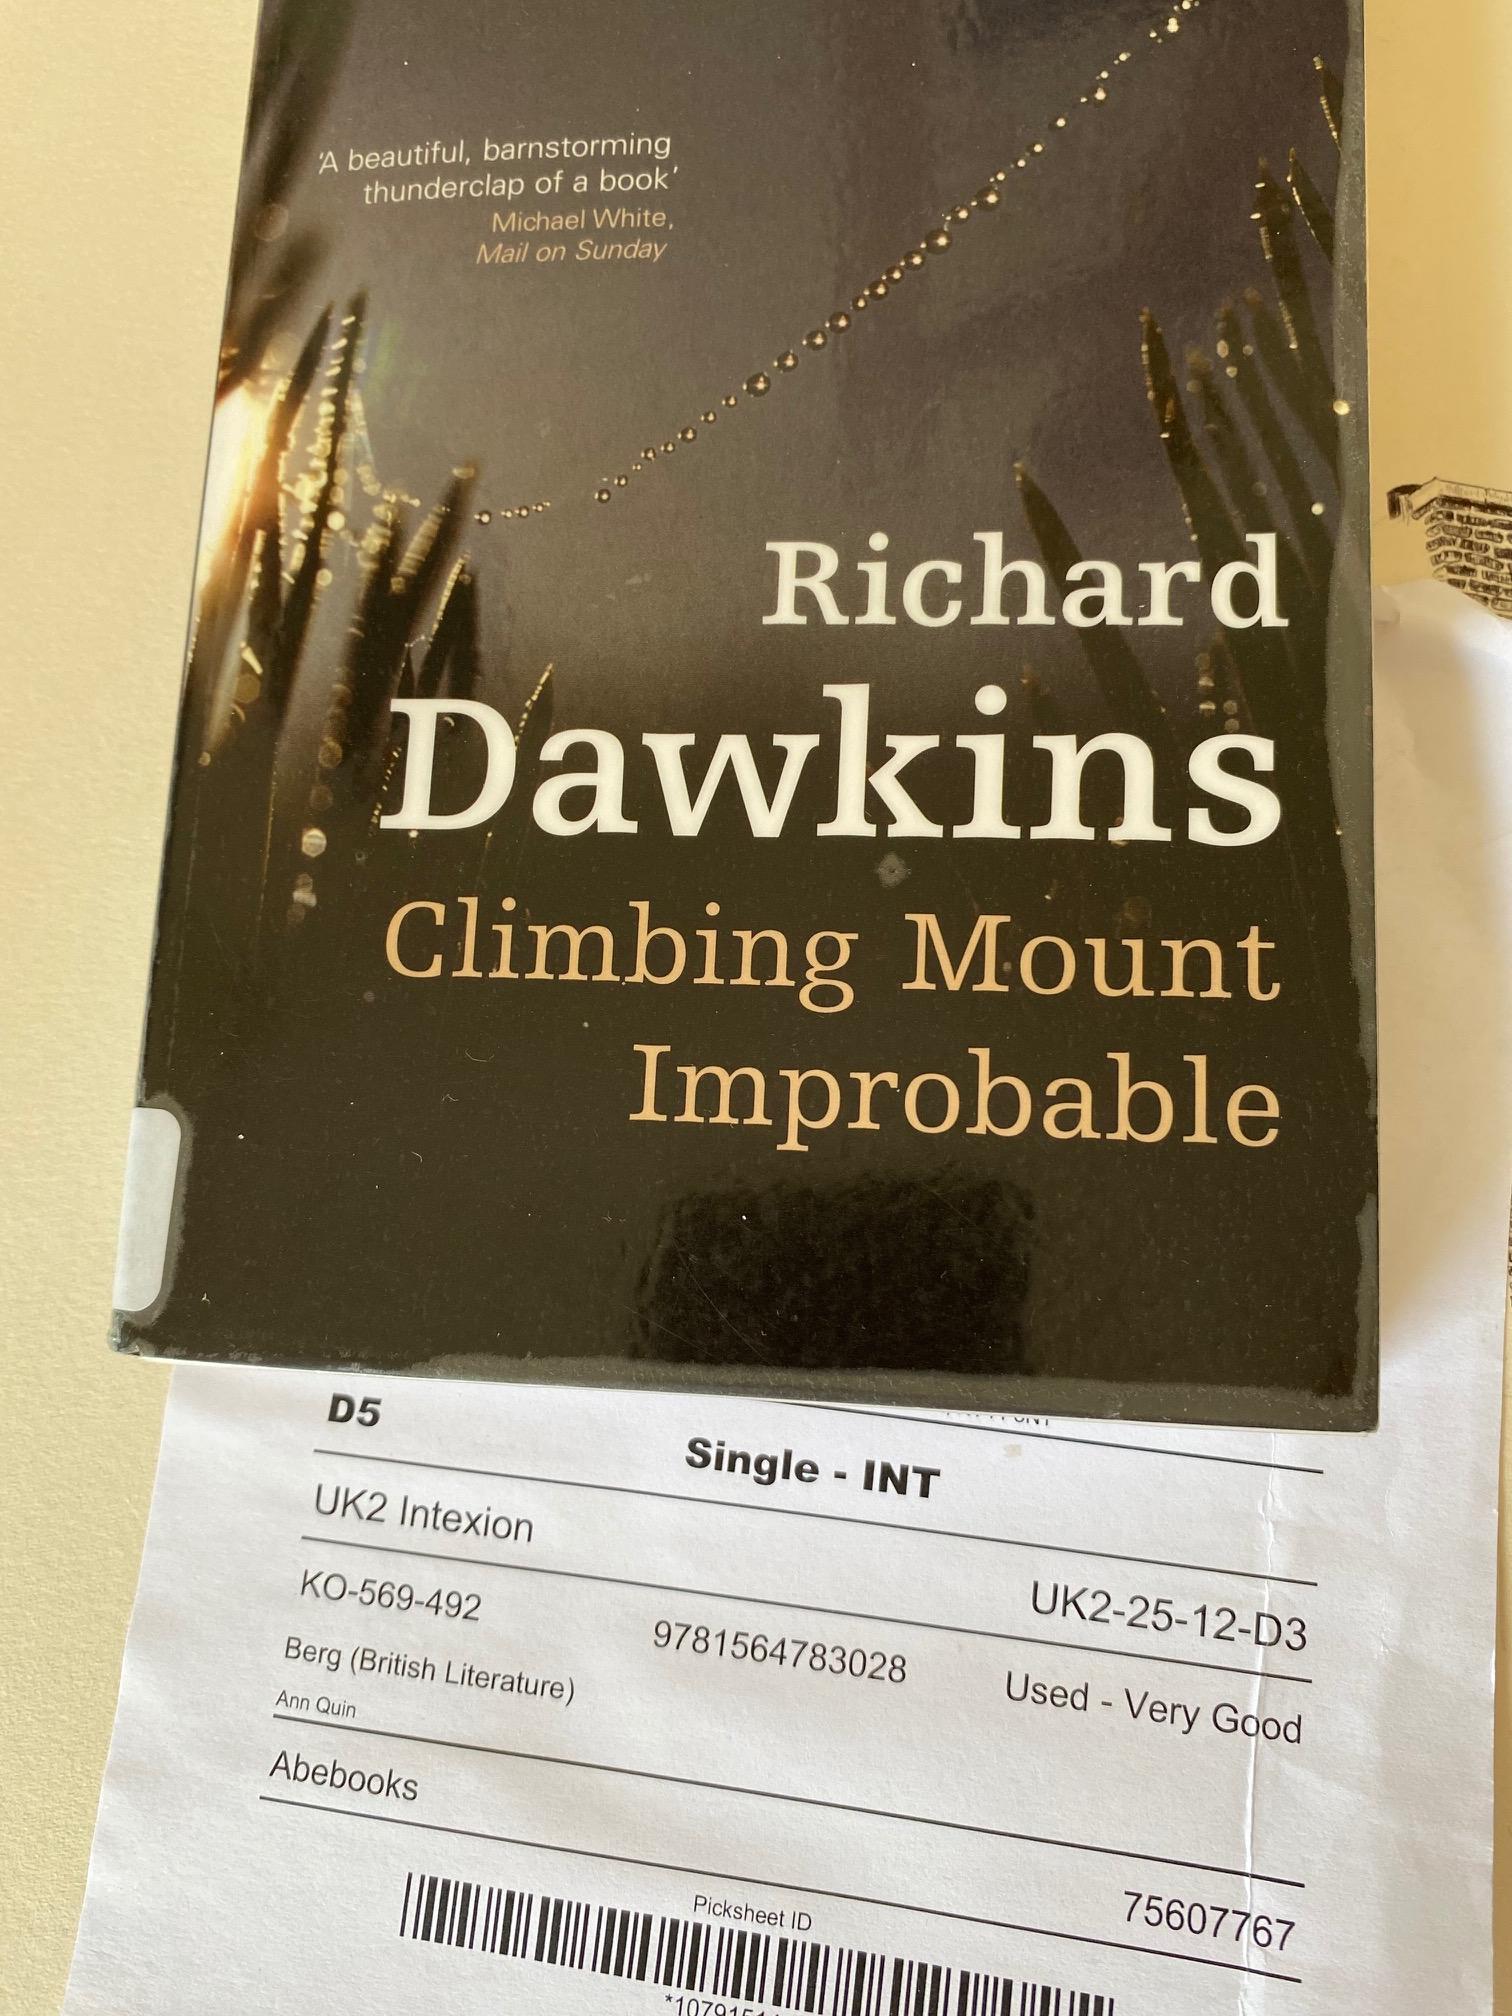 'A beautiful, barnstorming
thunderclap of a book'
Michael White,
Mail on Sunday
Richard
Dawkins
Climbing Mount
Improbable
D5
Single - INT
UK2 Intexion
UK2-25-12-D3
KO-569-492
9781564783028
Used - Very Good
Berg (British Literature)
Ann Quin
Abebooks
75607767
Picksheet ID